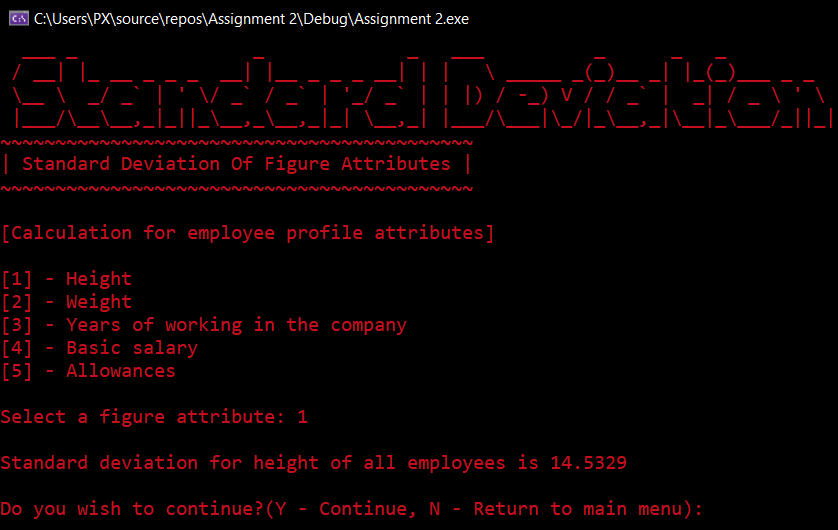 C:\Users\PX\source\repos\Assignment 2\Debug\Assignment 2.exe
Standard Deviation
~~~~~~~~~~~~~~~~~~~~~~~~~~~~~~~~~~~~~~~~~~~
| Standard Deviation Of Figure Attributes |
~~~~~~~~~~~~~~~~~~~~~~~~~~~~~~~~~~~~~~~~~~~
[Calculation for employee profile attributes]
[1] - Height
[2] - Weight
[3] - Years of working in the company
[4] - Basic salary
[5] - Allowances
Select a figure attribute: 1
Standard deviation for height of all employees is 14.5329
Do you wish to continue?(Y - Continue, N - Return to main menu):